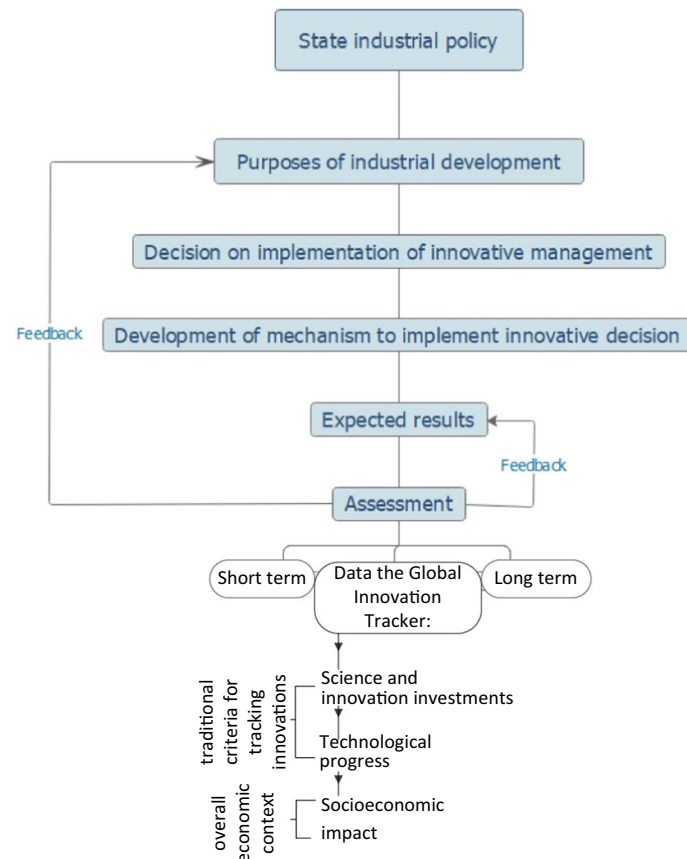 State industrial policy
Purposes of industrial development
Decision on implementation of innovative management
Feedback
Development of mechanism to implement innovative decision
Expected results
Feedback
Assessment
Short term
Data the Global
Innovation
Tracker:
Long term
traditional
criteria for
tracking
innovations
Science and
innovation investments
Technological
progress
overall
economic
context
Socioeconomic
impact